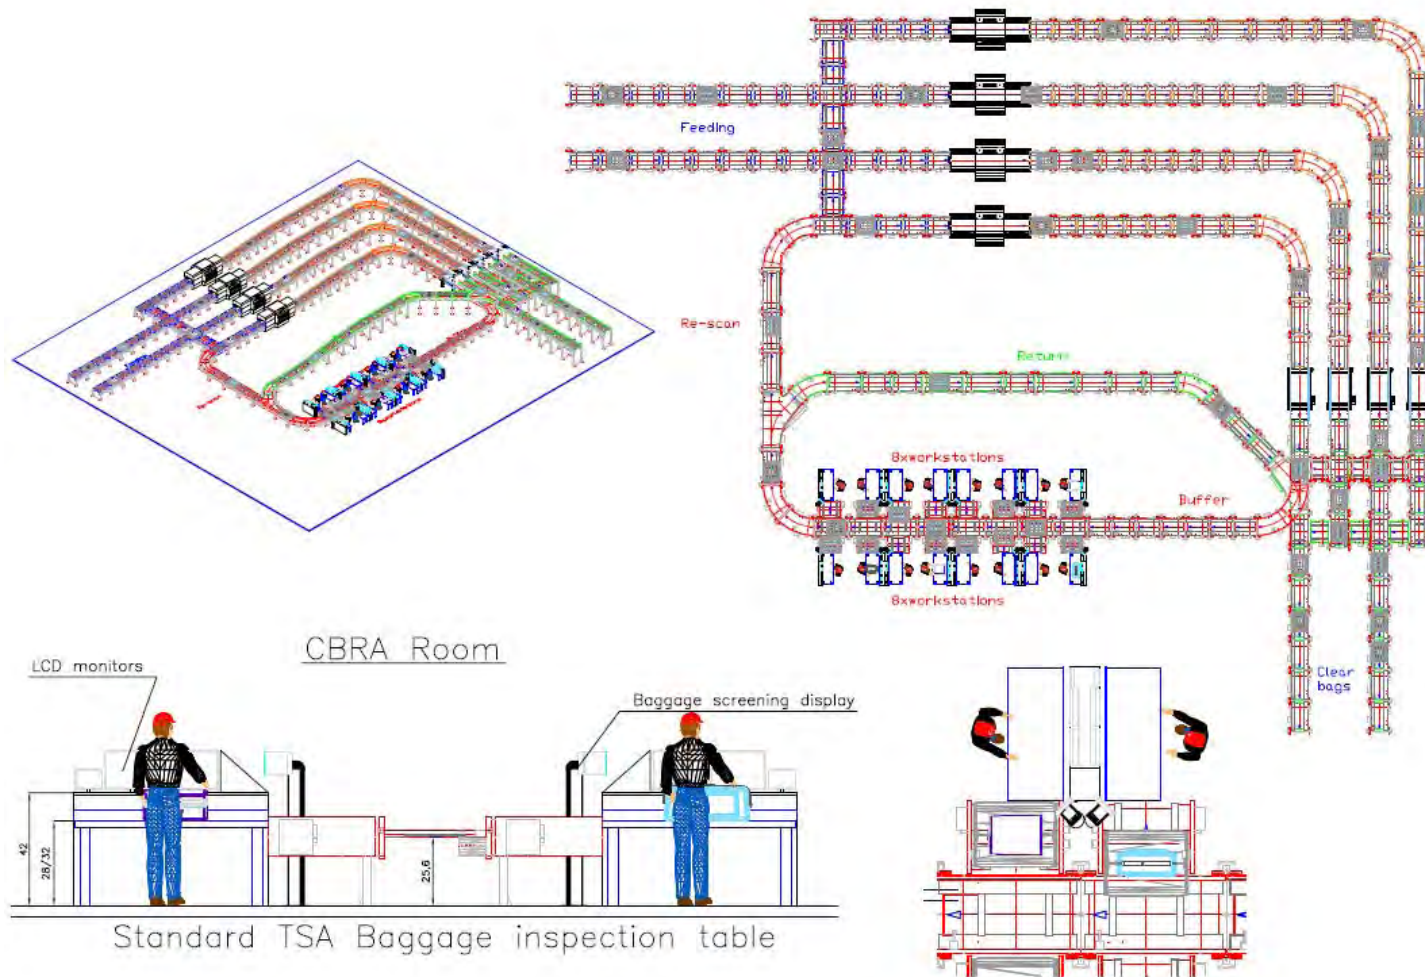 Feeding
Re-scan
Return
8xworkstations
Buffer
8xworkstations
Clear
bags
CBRA Room
LCD monitors
Baggage screening display
42
28/32
25,6
Standard TSA Baggage inspection table